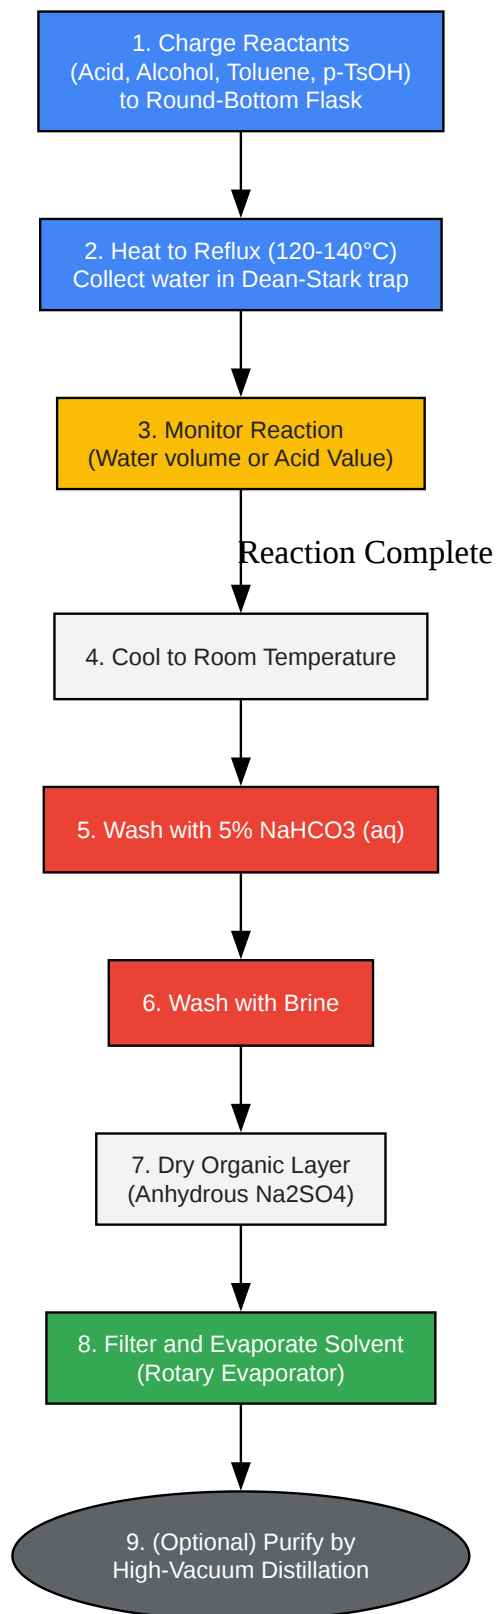 1. Charge Reactants
(Acid, Alcohol, Toluene, p-TsOH)
to Round-Bottom Flask
2. Heat to Reflux (120-140°C)
Collect water in Dean-Stark trap
3. Monitor Reaction
(Water volume or Acid Value)
Reaction Complete
4. Cool to Room Temperature
5. Wash with 5% NaHCO3 (aq)
6. Wash with Brine
7. Dry Organic Layer
(Anhydrous Na2SO4)
8. Filter and Evaporate Solvent
(Rotary Evaporator)
9. (Optional) Purify by
High-Vacuum Distillation